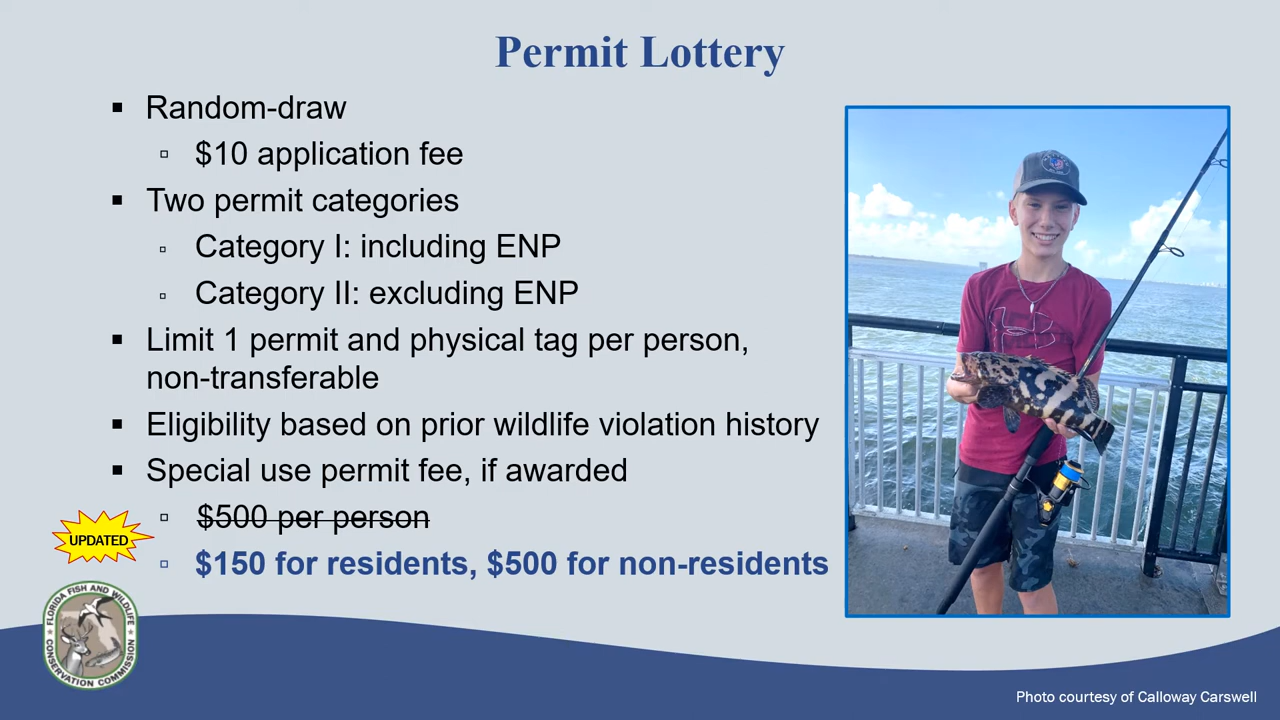 Permit Lottery
▪ Random-draw
▫ $10 application fee
▪ Two permit categories
▫ Category I: including ENP
▫ Category II: excluding ENP
▪ Limit 1 permit and physical tag per person,
non-transferable
▪ Eligibility based on prior wildlife violation history
▪ Special use permit fee, if awarded
▫ $500 per person
UPDATED
▫ $150 for residents, $500 for non-residents
FLORIDA FISH AND WILDLIFE
CONSERVATION COMMISSION
Photo courtesy of Calloway Carswell